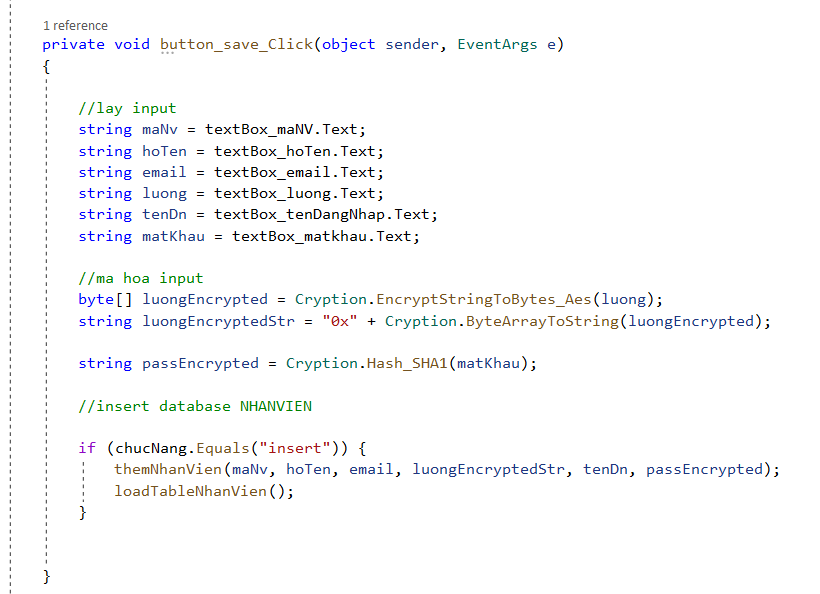 1 reference
private void button_save_Click(object sender, EventArgs e)
{
//lay input
string maNv = textBox_maNV.Text;
string hoTen = textBox_hoTen.Text;
string email = textBox_email.Text;
string luong = textBox_luong.Text;
string tenDn = textBox_tenDangNhap.Text;
string matKhau = textBox_matkhau.Text;
//ma hoa input
byte[] luongEncrypted = Cryption.EncryptStringToBytes_Aes(luong);
string luongEncryptedStr = "0x" + Cryption.ByteArrayToString(luongEncrypted);
string passEncrypted = Cryption.Hash_SHA1(matKhau);
//insert database NHANVIEN
if (chucNang.Equals("insert")) {
themNhanVien(maNv, hoTen, email, luongEncryptedStr, tenDn, passEncrypted);
loadTableNhanVien();
}
}